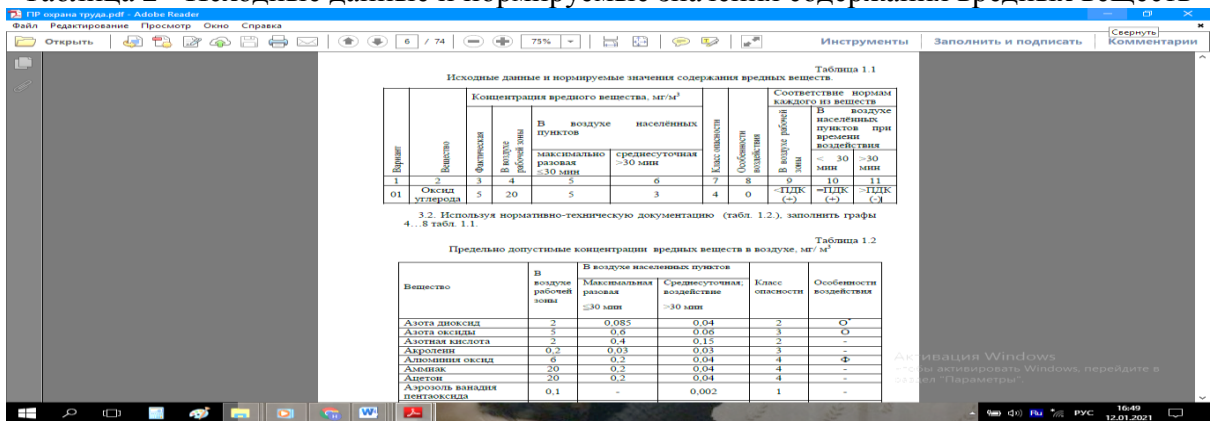 Таблица 2 – Исходные данные и нормируемые значения содержания вредных веществ
ПР охрана труда.pdf - Adobe Reader
Файл Редактирование Просмотр Окно Справка
Свернуть
Открыть 6 / 74 75% Инструменты Заполнить и подписать Комментарии
Таблица 1.1
Исходные данные и нормируемые значения содержания вредных веществ.
Вариант
Вещество
Концентрация вредного вещества, мг/м³
Фактическая
В воздухе рабочей зоны
В воздухе населённых пунктов
максимально разовая ≤30 мин
среднесуточная >30 мин
Класс опасности
Особенности воздействия
Соответствие нормам каждого из веществ
В воздухе рабочей зоны
В воздухе населённых пунктов при времени воздействия
< 30 мин
>30 мин
1 2 3 4 5 6 7 8 9 10 11
01 Оксид углерода 5 20 5 3 4 О <ПДК (+) =ПДК (+) >ПДК (-)
3.2. Используя нормативно-техническую документацию (табл. 1.2.), заполнить графы
4…8 табл. 1.1.
Таблица 1.2
Предельно допустимые концентрации вредных веществ в воздухе, мг/ м³
Вещество
В воздухе рабочей зоны
В воздухе населенных пунктов
Максимальная разовая ≤30 мин
Среднесуточная; воздействие >30 мин
Класс опасности
Особенности воздействия
Азота диоксид 2 0,085 0,04 2 О*
Азота оксиды 5 0,6 0,06 3 О
Азотная кислота 2 0,4 0,15 2 -
Акролеин 0,2 0,03 0,03 3 -
Алюминия оксид 6 0,2 0,04 4 Ф
Аммиак 20 0,2 0,04 4 -
Ацетон 20 0,2 0,04 4 -
Аэрозоль ванадия пентаоксида 0,1 - 0,002 1 -
Активация Windows
Чтобы активировать Windows, перейдите в
раздел "Параметры".
Ru РУС 16:49
12.01.2021